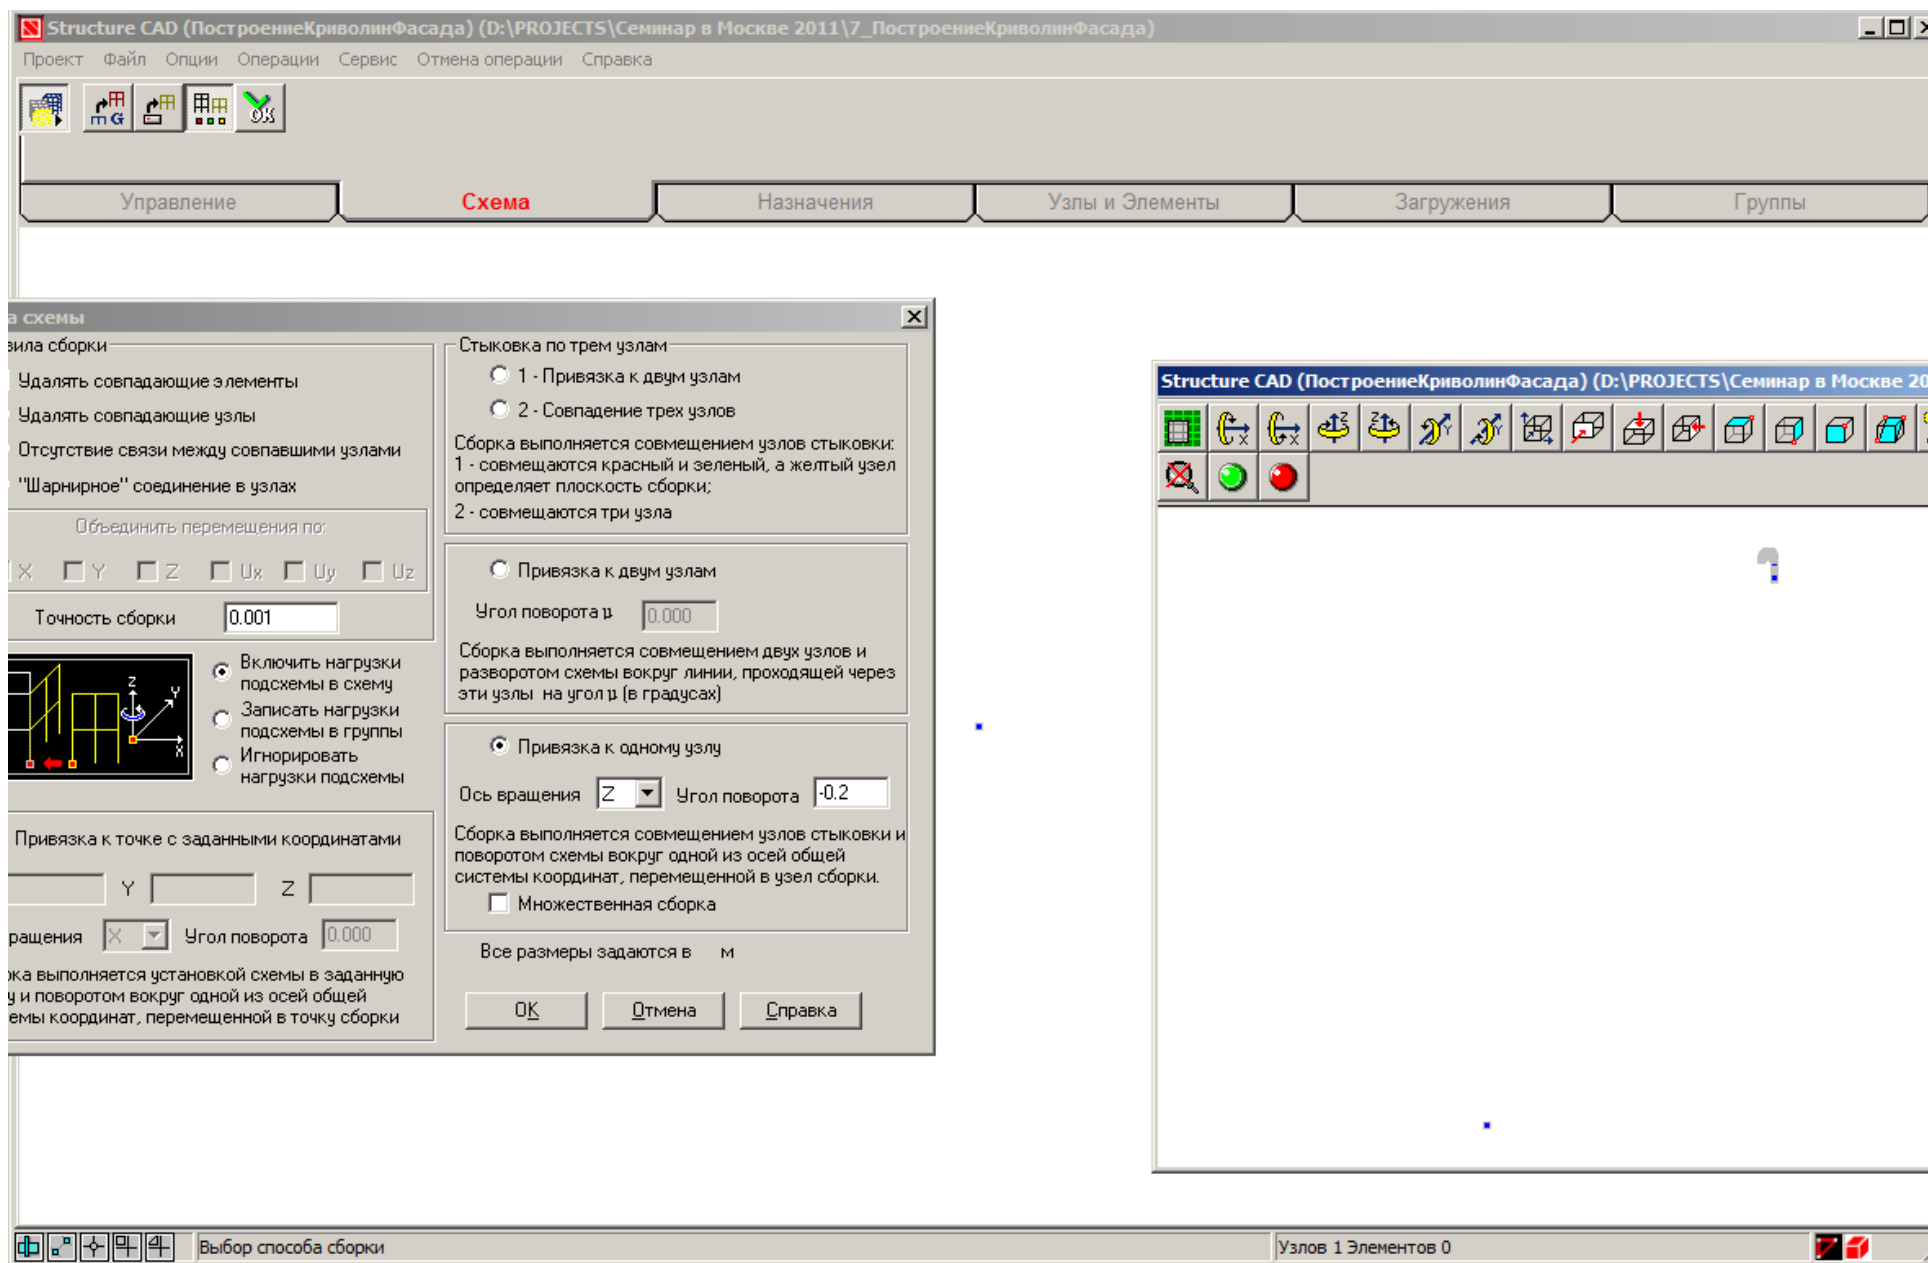 Structure CAD (ПостроениеКриволинФасада) (D:\PROJECTS\Семинар в Москве 2011\7_ПостроениеКриволинФасада)
Проект Файл Опции Операции Сервис Отмена операции Справка
OK
Управление Схема Назначения Узлы и Элементы Загружения Группы
а схемы
вила сборки
Удалять совпадающие элементы
Удалять совпадающие узлы
Отсутствие связи между совпавшими узлами
"Шарнирное" соединение в узлах
Объединить перемещения по:
X Y Z Ux Uy Uz
Точность сборки 0.001
Z Y X
Включить нагрузки
подсхемы в схему
Записать нагрузки
подсхемы в группы
Игнорировать
нагрузки подсхемы
Привязка к точке с заданными координатами
Y Z
ращения X Угол поворота 0.000
ка выполняется установкой схемы в заданную
у и поворотом вокруг одной из осей общей
емы координат, перемещенной в точку сборки
Стыковка по трем узлам
1 - Привязка к двум узлам
2 - Совпадение трех узлов
Сборка выполняется совмещением узлов стыковки:
1 - совмещаются красный и зеленый, а желтый узел
определяет плоскость сборки;
2 - совмещаются три узла
Привязка к двум узлам
Угол поворота μ 0.000
Сборка выполняется совмещением двух узлов и
разворотом схемы вокруг линии, проходящей через
эти узлы на угол μ (в градусах)
Привязка к одному узлу
Ось вращения Z Угол поворота -0.2
Сборка выполняется совмещением узлов стыковки и
поворотом схемы вокруг одной из осей общей
системы координат, перемещенной в узел сборки.
Множественная сборка
Все размеры задаются в м
OK Отмена Справка
Structure CAD (ПостроениеКриволинФасада) (D:\PROJECTS\Семинар в Москве 20
Выбор способа сборки
Узлов 1 Элементов 0